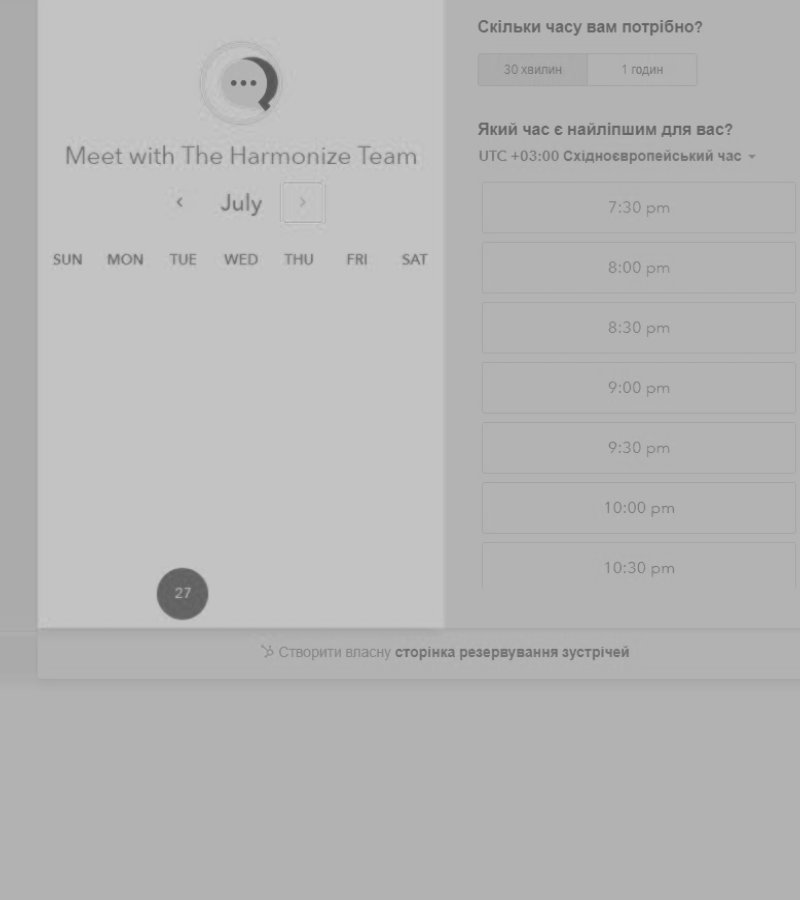 Meet with The Harmonize Team
July
SUN MON TUE WED THU FRI SAT
27
Скільки часу вам потрібно?
30 хвилин 1 годин
Який час є найліпшим для вас?
UTC +03:00 Східноєвропейський час
7:30 pm
8:00 pm
8:30 pm
9:00 pm
9:30 pm
10:00 pm
10:30 pm
Створити власну сторінка резервування зустрічей